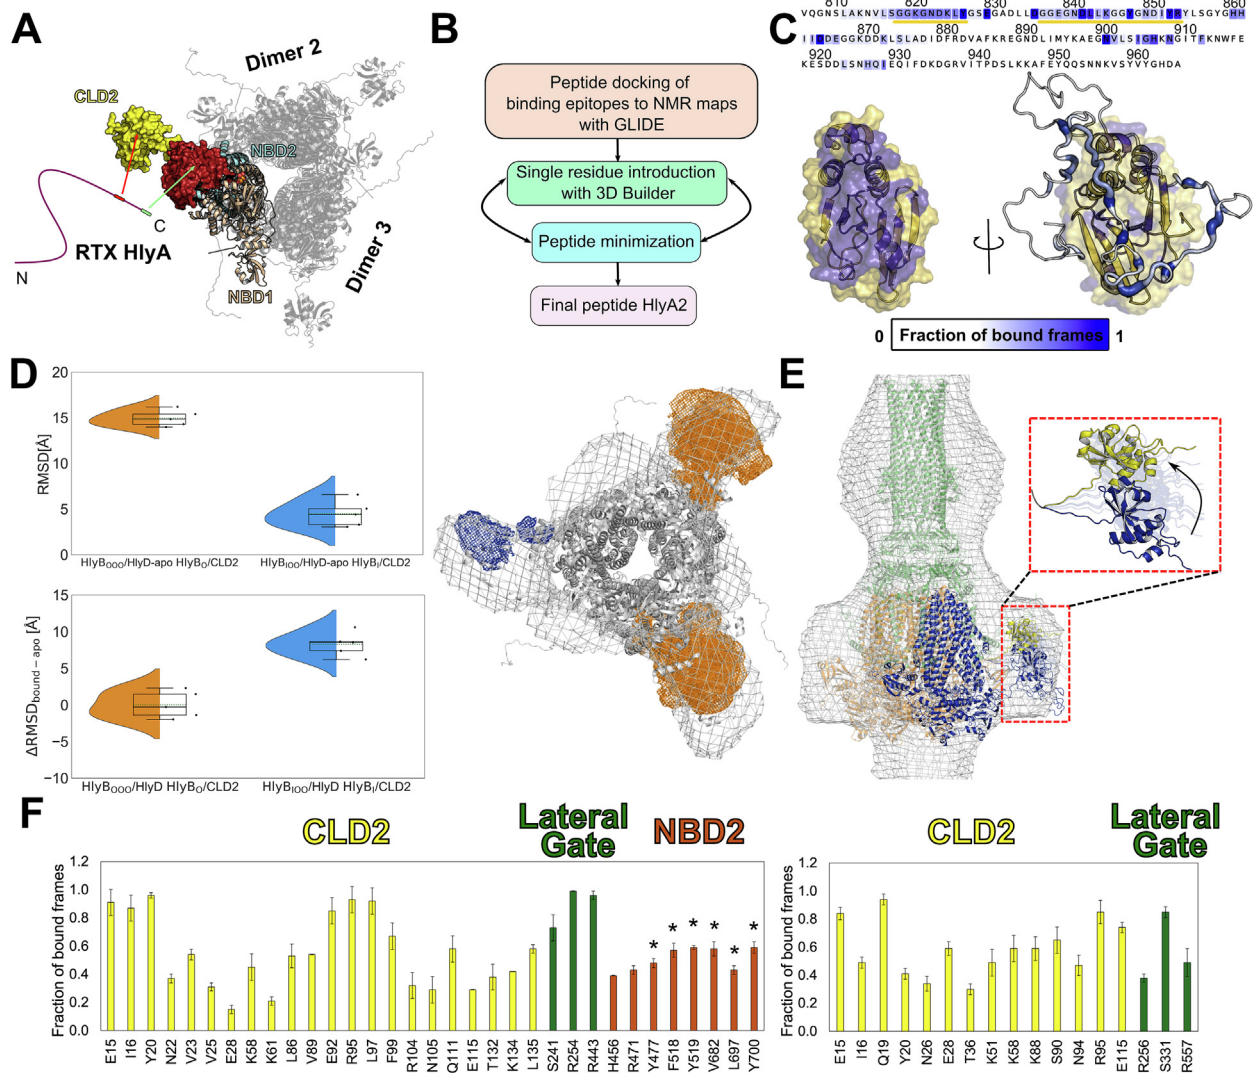 A
Dimer 2
CLD2
NBD2
C
N
RTX HlyA
NBD1
Dimer 3
B
Peptide docking of
binding epitopes to NMR maps
with GLIDE
Single residue introduction
with 3D Builder
Peptide minimization
Final peptide HlyA2
C
810 820 830 840 850 860
VQGNSLAKNVLSGGKGNDKLYGSEGADLLDGGEGNDLLKGGYGNDIYRYLSGYGHH
870 880 890 900 910
IIDDEGGKDDKLSLADIDFRDVAFKREGNDLIMYKAEGNVLSIGHKNGITFKNWFE
920 930 940 950 960
KESDDLSNHQIEQIFDKDGRVITPDSLKKAFEYQQSNNKVSYVYGHDA
0 Fraction of bound frames 1
D
20
15
10
5
0
RMSD[Å]
HlyBOOO/HlyD-apo HlyBO/CLD2 HlyBIOO/HlyD-apo HlyBI/CLD2
15
10
5
0
−5
−10
ΔRMSDbound−apo [Å]
HlyBOOO/HlyD HlyBO/CLD2 HlyBIOO/HlyD HlyBI/CLD2
E
F
CLD2 Lateral Gate NBD2
Fraction of bound frames
1.2
1.0
0.8
0.6
0.4
0.2
0.0
* * * * * *
E15 I16 Y20 N22 V23 V25 E28 K58 K61 L86 V89 E92 R95 L97 F99 R104 N105 Q111 E115 T132 K134 L135 S241 R254 R443 H456 R471 Y477 F518 Y519 V682 L697 Y700
CLD2 Lateral Gate
Fraction of bound frames
1.2
1.0
0.8
0.6
0.4
0.2
0.0
E15 I16 Q19 Y20 N26 E28 T36 K51 K58 K88 S90 N94 R95 E115 R256 S331 R557